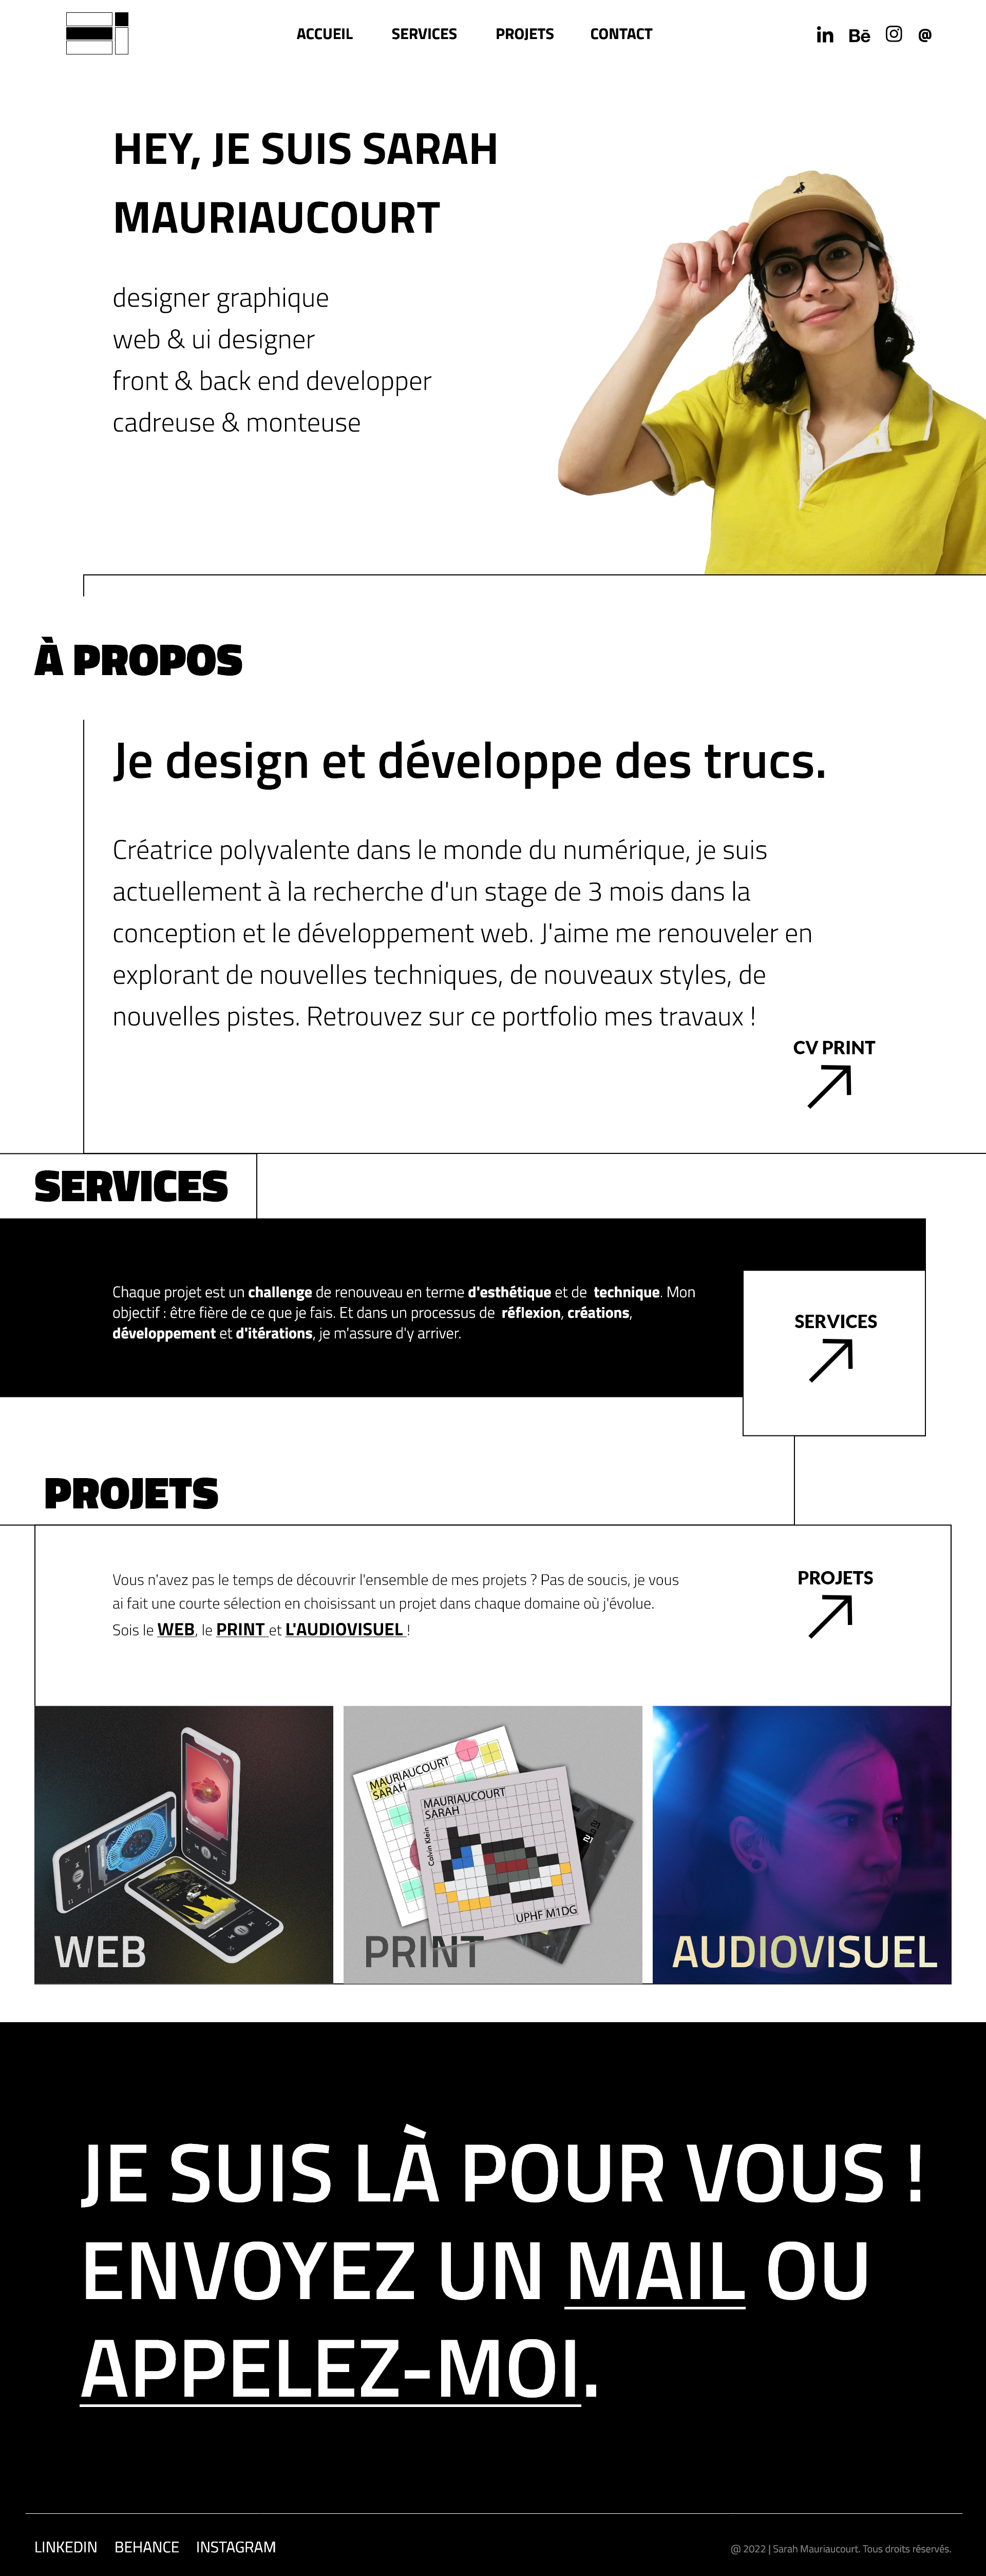 ACCUEIL SERVICES PROJETS CONTACT
in Bē @
HEY, JE SUIS SARAH
MAURIAUCOURT
designer graphique
web & ui designer
front & back end developper
cadreuse & monteuse
À PROPOS
Je design et développe des trucs.
Créatrice polyvalente dans le monde du numérique, je suis
actuellement à la recherche d'un stage de 3 mois dans la
conception et le développement web. J'aime me renouveler en
explorant de nouvelles techniques, de nouveaux styles, de
nouvelles pistes. Retrouvez sur ce portfolio mes travaux !
CV PRINT
SERVICES
Chaque projet est un challenge de renouveau en terme d'esthétique et de technique. Mon
objectif : être fière de ce que je fais. Et dans un processus de réflexion, créations,
développement et d'itérations, je m'assure d'y arriver.
SERVICES
PROJETS
Vous n'avez pas le temps de découvrir l'ensemble de mes projets ? Pas de soucis, je vous
ai fait une courte sélection en choisissant un projet dans chaque domaine où j'évolue.
Sois le WEB, le PRINT et L'AUDIOVISUEL !
PROJETS
MAURIAUCOURT
SARAH
MAURIAUCOURT
SARAH
Calvin Klein
UPHF M1DG
WEB
PRINT
AUDIOVISUEL
JE SUIS LÀ POUR VOUS !
ENVOYEZ UN MAIL OU
APPELEZ-MOI.
LINKEDIN BEHANCE INSTAGRAM
@ 2022 | Sarah Mauriaucourt. Tous droits réservés.